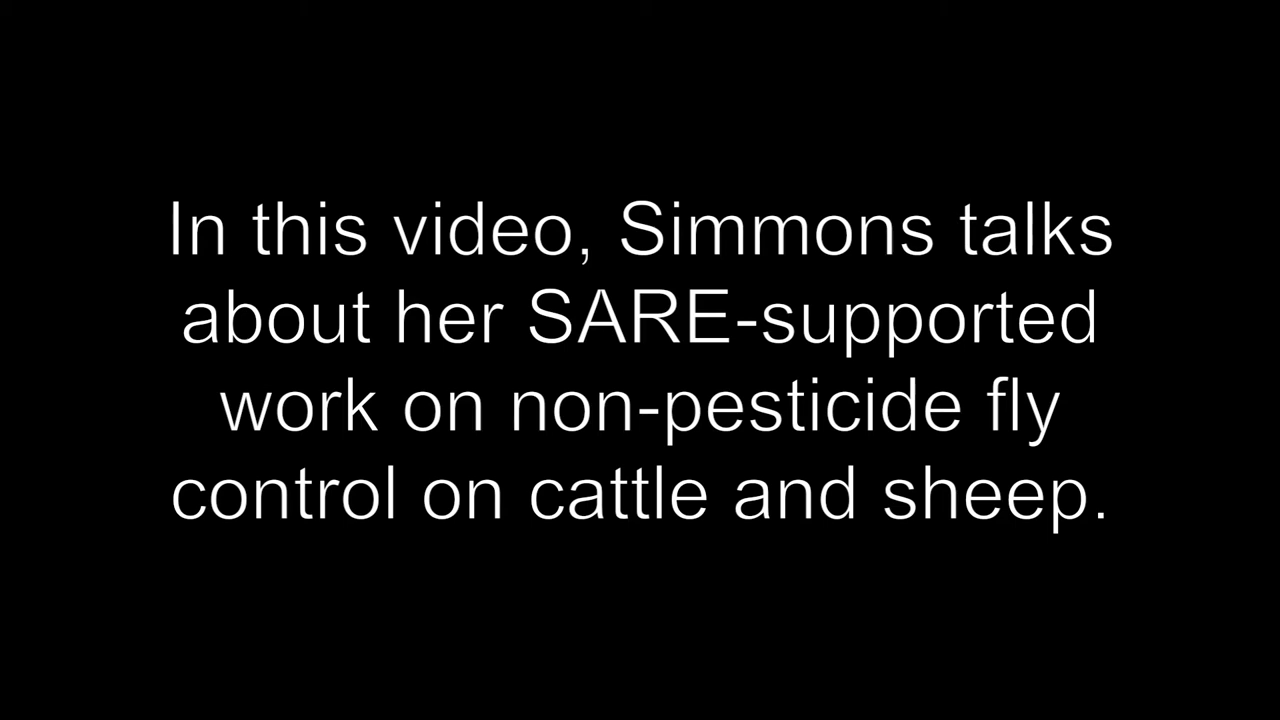 In this video, Simmons talks
about her SARE-supported
work on non-pesticide fly
control on cattle and sheep.